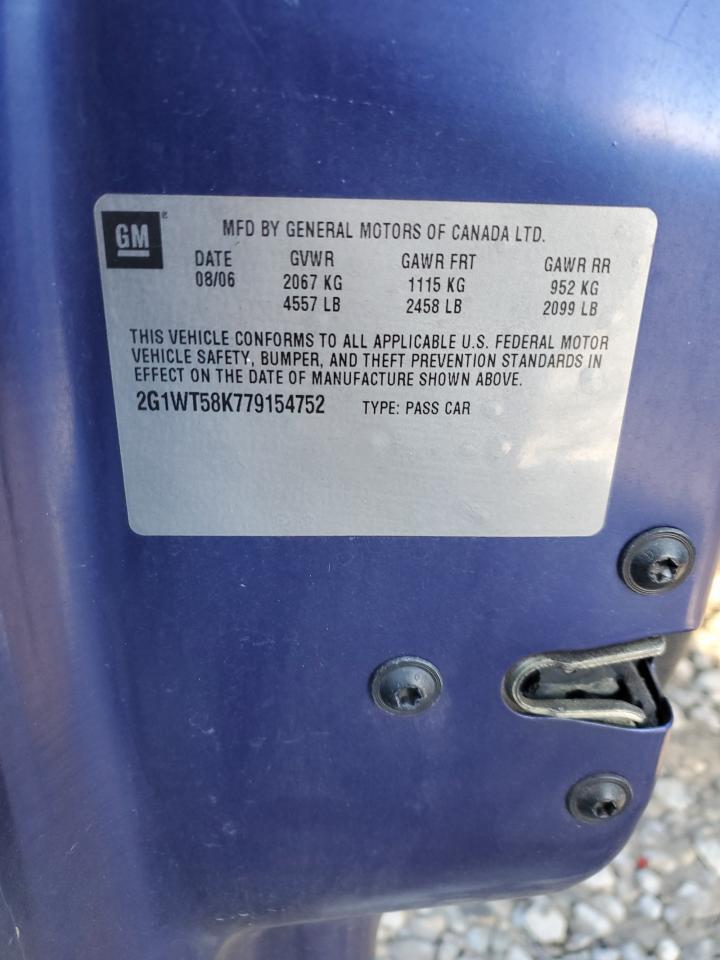 GM ®
MFD BY GENERAL MOTORS OF CANADA LTD.
DATE GVWR GAWR FRT GAWR RR
08/06 2067 KG 1115 KG 952 KG
4557 LB 2458 LB 2099 LB
THIS VEHICLE CONFORMS TO ALL APPLICABLE U.S. FEDERAL MOTOR
VEHICLE SAFETY, BUMPER, AND THEFT PREVENTION STANDARDS IN
EFFECT ON THE DATE OF MANUFACTURE SHOWN ABOVE.
2G1WT58K779154752 TYPE: PASS CAR